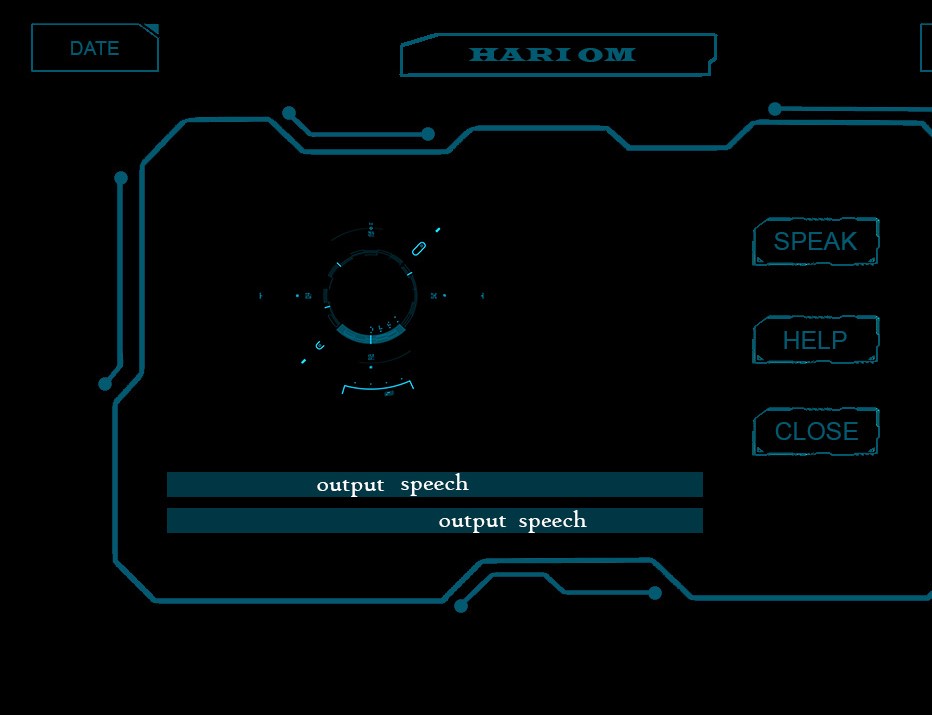 DATE
HARI OM
SPEAK
HELP
CLOSE
output speech
output speech